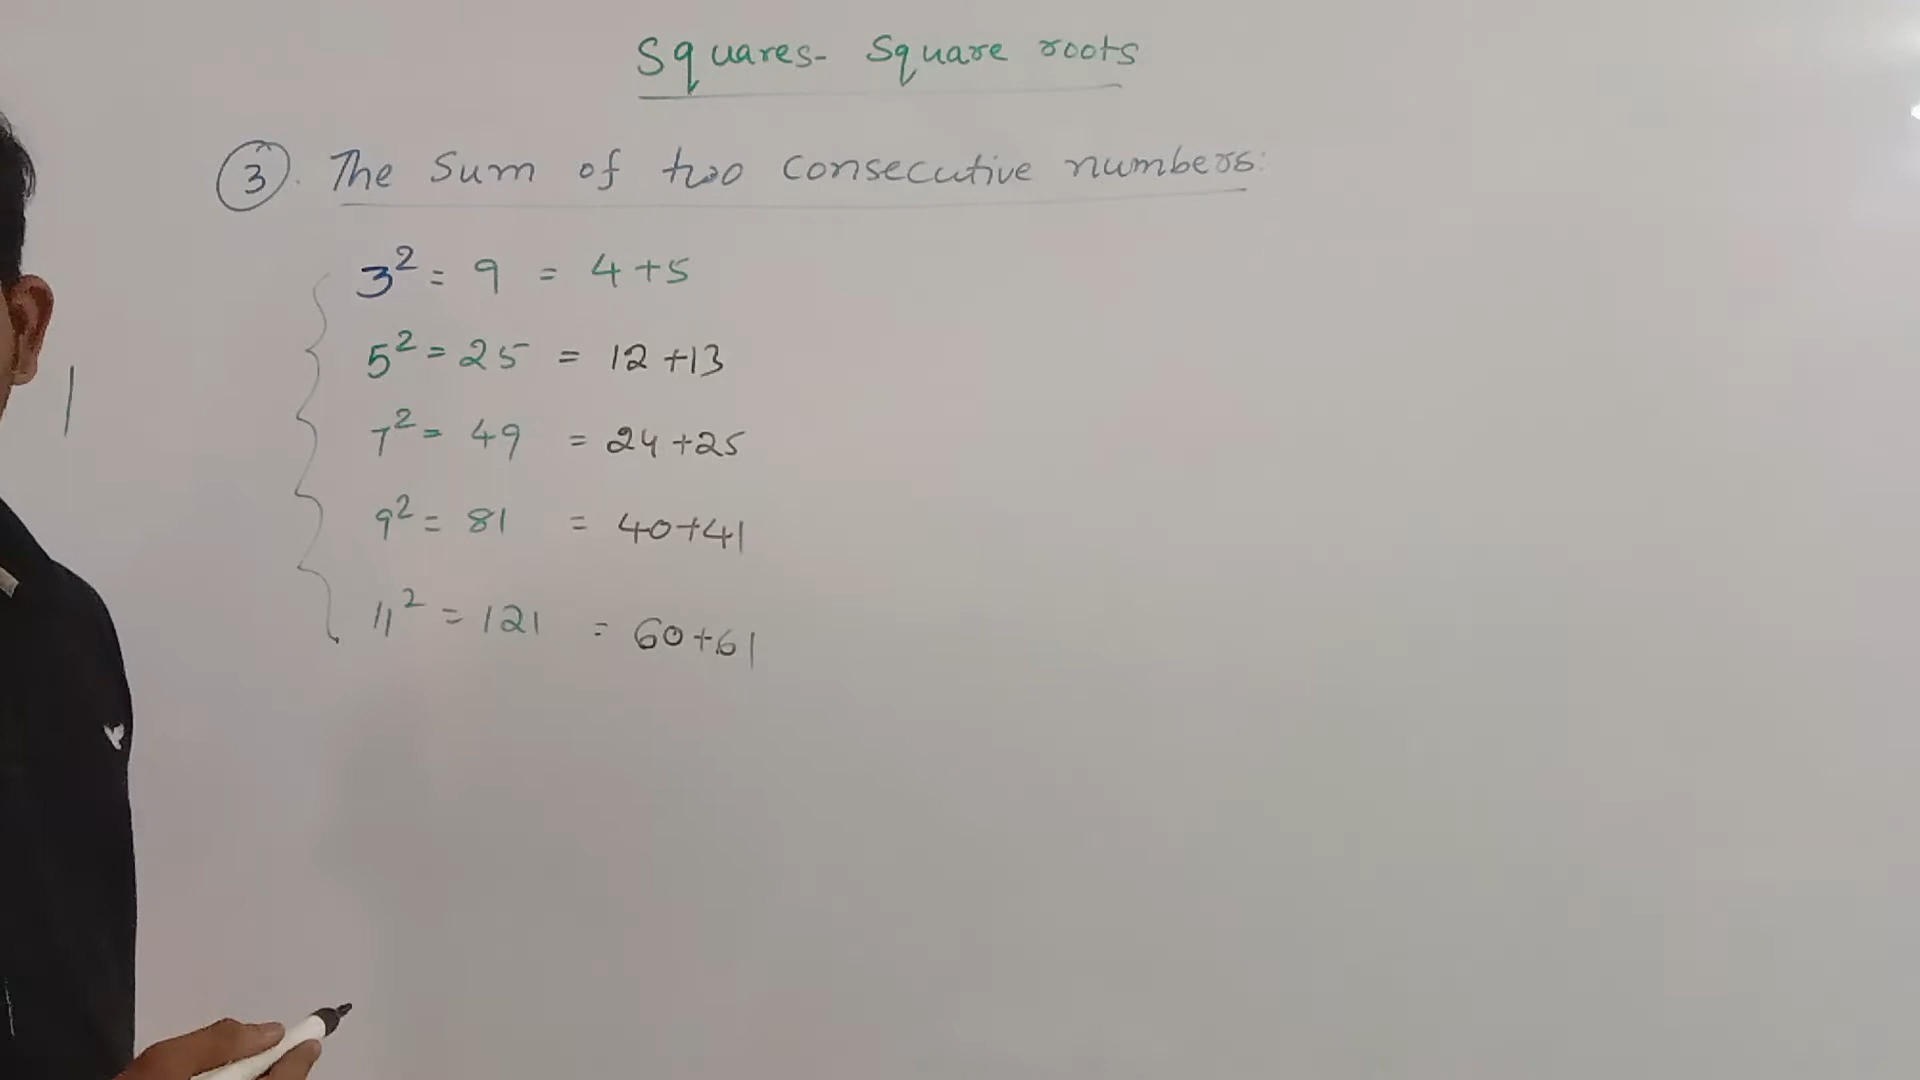 Squares- Square roots
3. The Sum of two consecutive numbers:
3² = 9 = 4+5
5² = 25 = 12+13
7² = 49 = 24+25
9² = 81 = 40+41
11² = 121 = 60+61